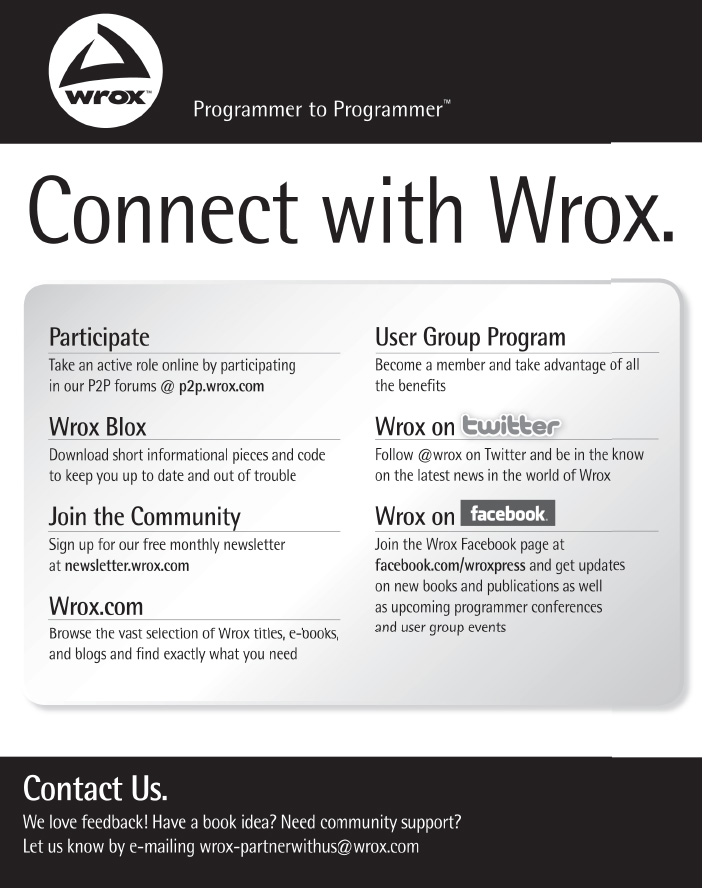 wrox™
Programmer to Programmer™
Connect with Wrox.
Participate
Take an active role online by participating
in our P2P forums @ p2p.wrox.com
Wrox Blox
Download short informational pieces and code
to keep you up to date and out of trouble
Join the Community
Sign up for our free monthly newsletter
at newsletter.wrox.com
Wrox.com
Browse the vast selection of Wrox titles, e-books,
and blogs and find exactly what you need
User Group Program
Become a member and take advantage of all
the benefits
Wrox on twitter
Follow @wrox on Twitter and be in the know
on the latest news in the world of Wrox
Wrox on facebook.
Join the Wrox Facebook page at
facebook.com/wroxpress and get updates
on new books and publications as well
as upcoming programmer conferences
and user group events
Contact Us.
We love feedback! Have a book idea? Need community support?
Let us know by e-mailing wrox-partnerwithus@wrox.com